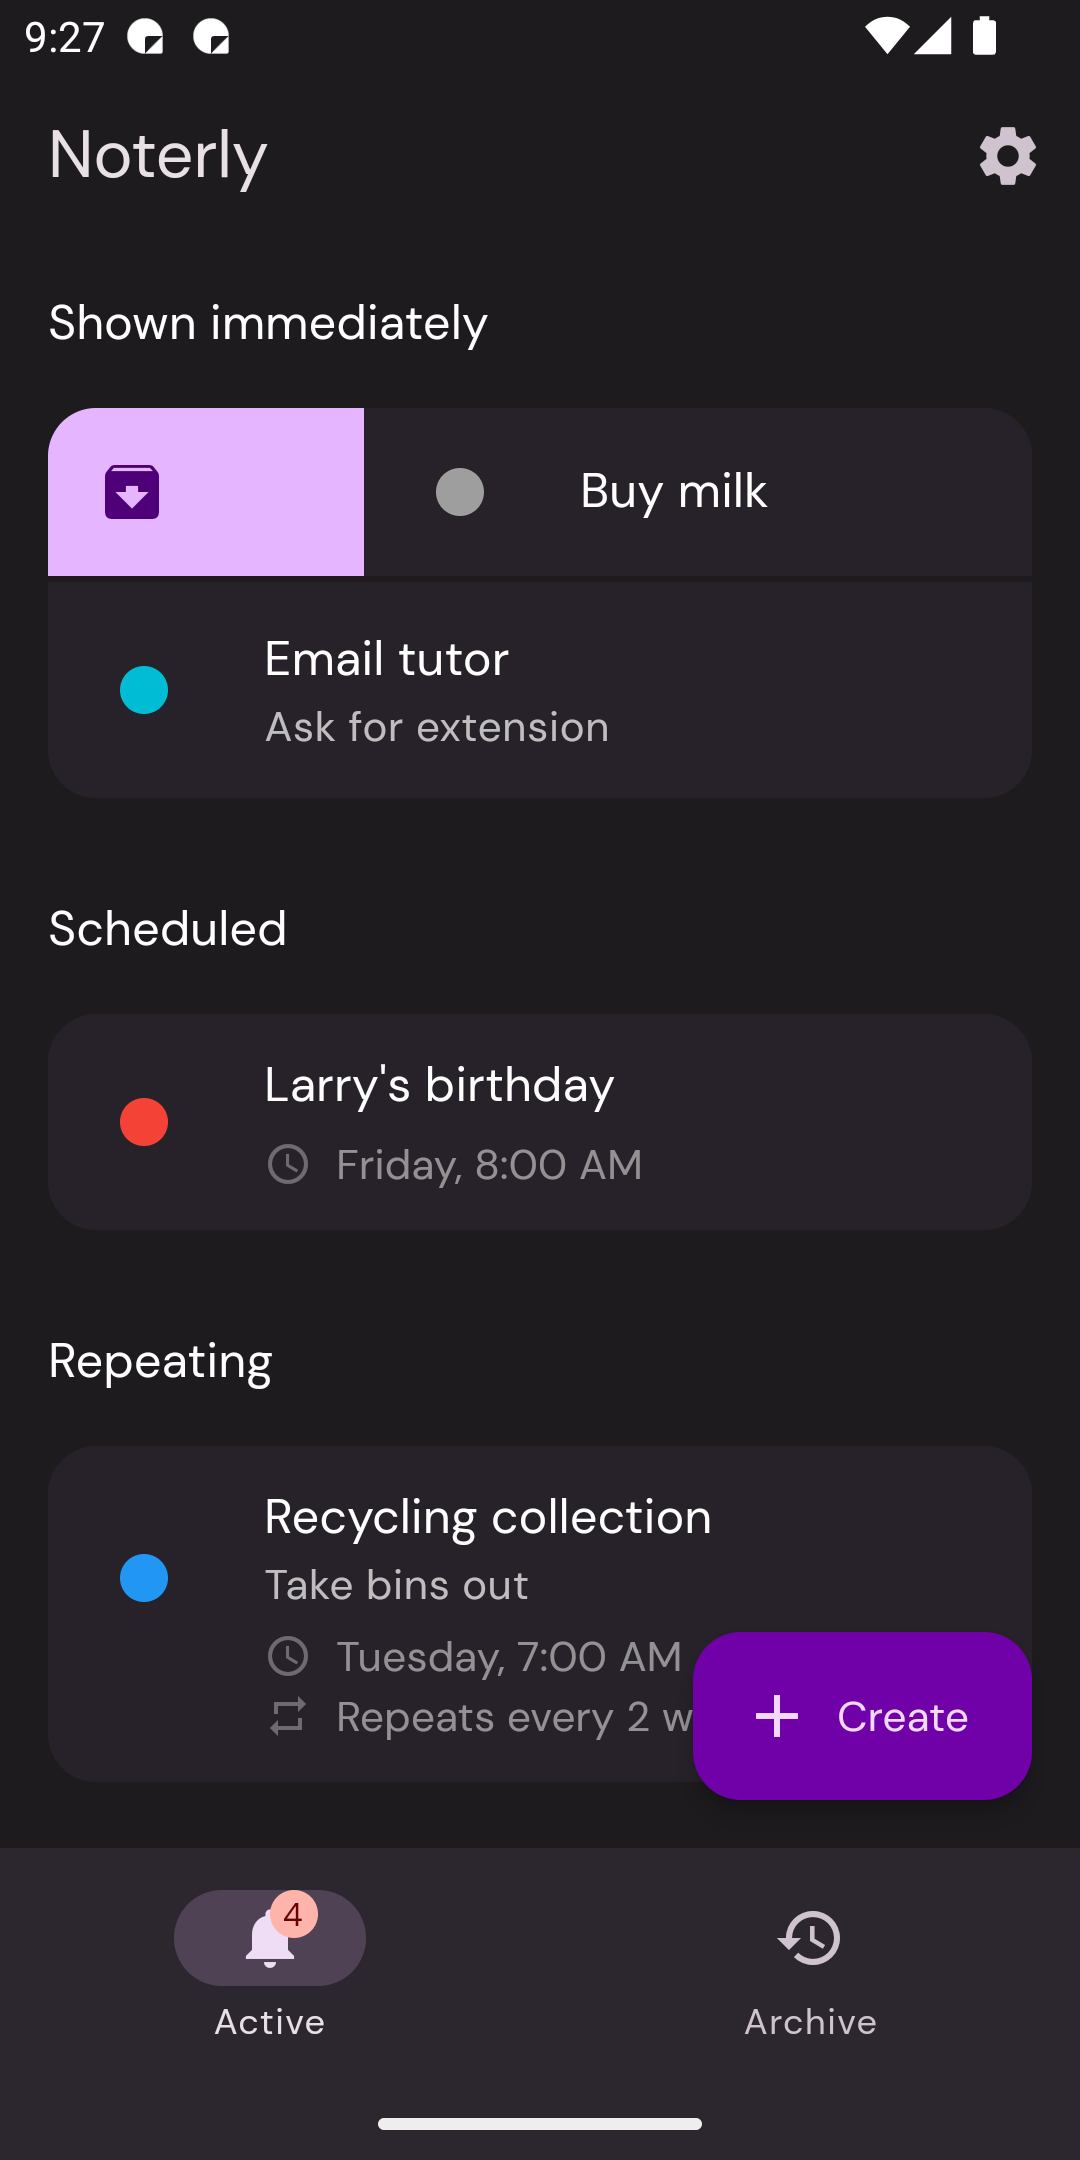 9:27
Noterly
Shown immediately
Buy milk
Email tutor
Ask for extension
Scheduled
Larry's birthday
Friday, 8:00 AM
Repeating
Recycling collection
Take bins out
Tuesday, 7:00 AM
Repeats every 2 w
Create
4
Active
Archive